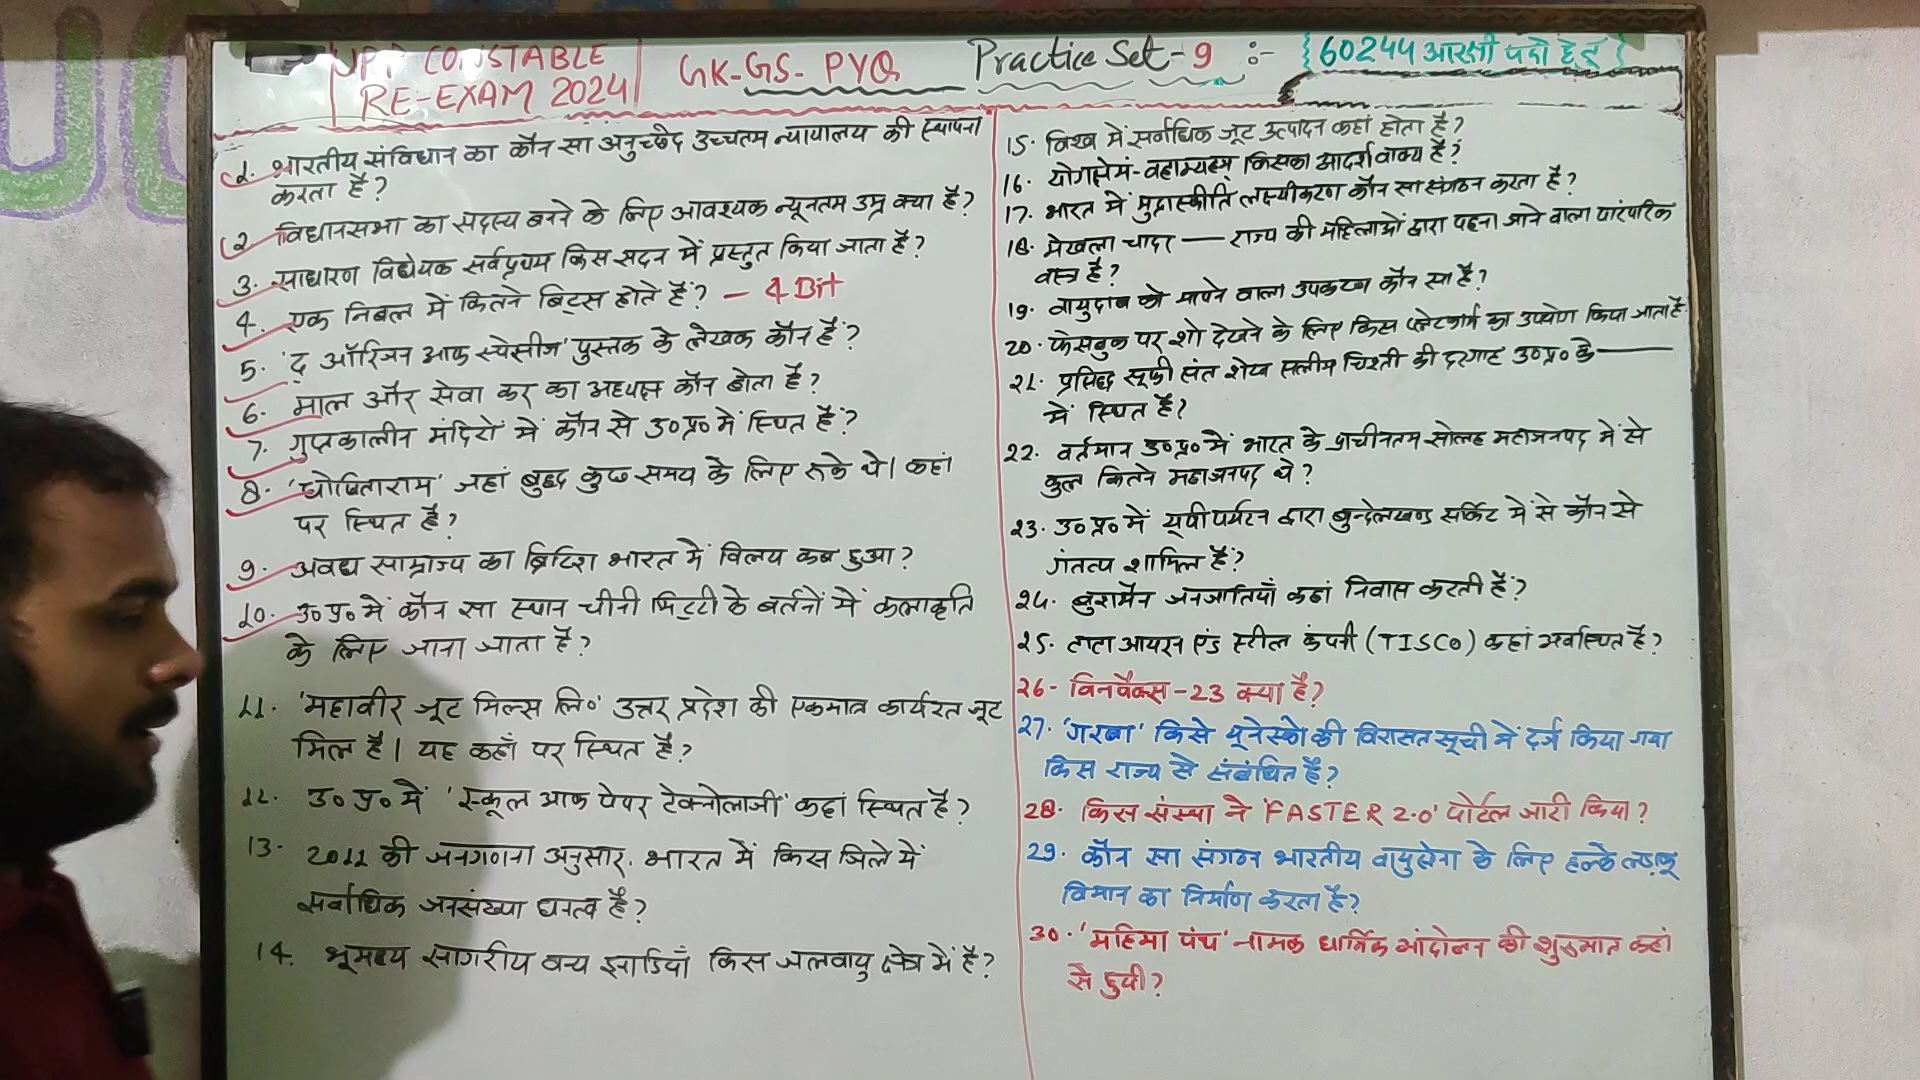 UPP CONSTABLE
RE-EXAM 2024
GK-GS- PYQ
Practice Set-9 :-
{60244 आरक्षी पदो हेतु}
1. भारतीय संविधान का कौन सा अनुच्छेद उच्चतम न्यायालय की स्थापना
करता है?
2. विधानसभा का सदस्य बनने के लिए आवश्यक न्यूनतम उम्र क्या है?
3. साधारण विधेयक सर्वप्रथम किस सदन में प्रस्तुत किया जाता है?
4. एक निबल में कितने बिट्स होते हैं? – 4 Bit
5. 'द ऑरिजन आफ स्पेसीज' पुस्तक के लेखक कौन हैं?
6. माल और सेवा कर का अध्यक्ष कौन होता है?
7. गुप्तकालीन मंदिरों में कौन से उ०प्र० में स्थित हैं?
8. 'घोषिताराम' जहां बुद्ध कुछ समय के लिए रुके थे। कहां
पर स्थित है?
9. अवध साम्राज्य का ब्रिटिश भारत में विलय कब हुआ?
10. उ०प्र० में कौन सा स्थान चीनी मिट्टी के बर्तनों में कलाकृति
के लिए जाना जाता है?
11. 'महावीर जूट मिल्स लि०' उत्तर प्रदेश की एकमात्र कार्यरत जूट
मिल है। यह कहाँ पर स्थित है?
12. उ० प्र० में 'स्कूल आफ पेपर टेक्नोलाजी' कहां स्थित है?
13. 2011 की जनगणना अनुसार, भारत में किस जिले में
सर्वाधिक जनसंख्या घनत्व है?
14. भूमध्य सागरीय वन्य झाडियाँ किस जलवायु क्षेत्र में है?
15. विश्व में सर्वाधिक जूट उत्पादन कहां होता है?
16. योगक्षेमं-वहाम्यहम् किसका आदर्श वाक्य है?
17. भारत में मुद्रास्फीति लक्ष्यीकरण कौन सा संगठन करता है?
18. मेखला चादर — राज्य की महिलाओं द्वारा पहना जाने वाला पारंपरिक
वस्त्र है?
19. वायुदाब को मापने वाला उपकरण कौन सा है?
20. फेसबुक पर शो देखने के लिए किस प्लेटफार्म का उपयोग किया जाता है
21. प्रसिद्ध सूफी संत शेख सलीम चिश्ती की दरगाह उ०प्र० के —
में स्थित है?
22. वर्तमान उ०प्र० में भारत के प्राचीनतम सोलह महाजनपद में से
कुल कितने महाजनपद थे?
23. उ०प्र० में यूपी पर्यटन द्वारा बुन्देलखण्ड सर्किट में से कौन से
गंतत्य शामिल हैं?
24. बुशमैन जनजातियाँ कहां निवास करती हैं?
25. टाटा आयरन एंड स्टील कंपनी (TISCO) कहां अवस्थित है?
26- विनबैक्स -23 क्या है?
27. 'गरबा' किसे यूनेस्को की विरासत सूची में दर्ज किया गया
किस राज्य से संबंधित है?
28. किस संस्था ने 'FASTER 2.0' पोर्टल जारी किया?
29. कौन सा संगठन भारतीय वायुसेना के लिए हल्के लड़ाकू
विमान का निर्माण करता है?
30. 'महिमा पंथ' नामक धार्मिक आंदोलन की शुरुआत कहां
से हुयी?